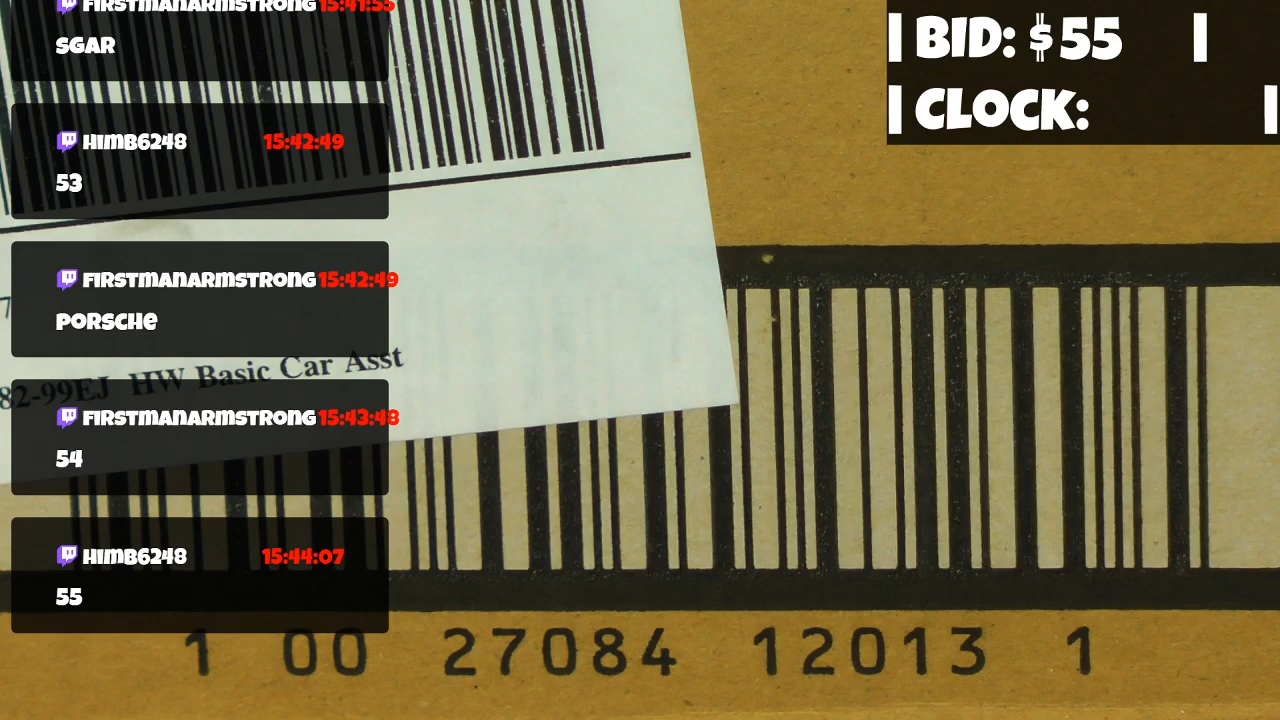 FIRSTMANARMSTRONG 15:41:55
SGAR
HIMB6248 15:42:49
53
FIRSTMANARMSTRONG 15:42:49
PORSCHE
FIRSTMANARMSTRONG 15:43:48
54
HIMB6248 15:44:07
55
| BID: $55 |
| CLOCK: |
82-99EJ HW Basic Car Asst
1 00 27084 12013 1